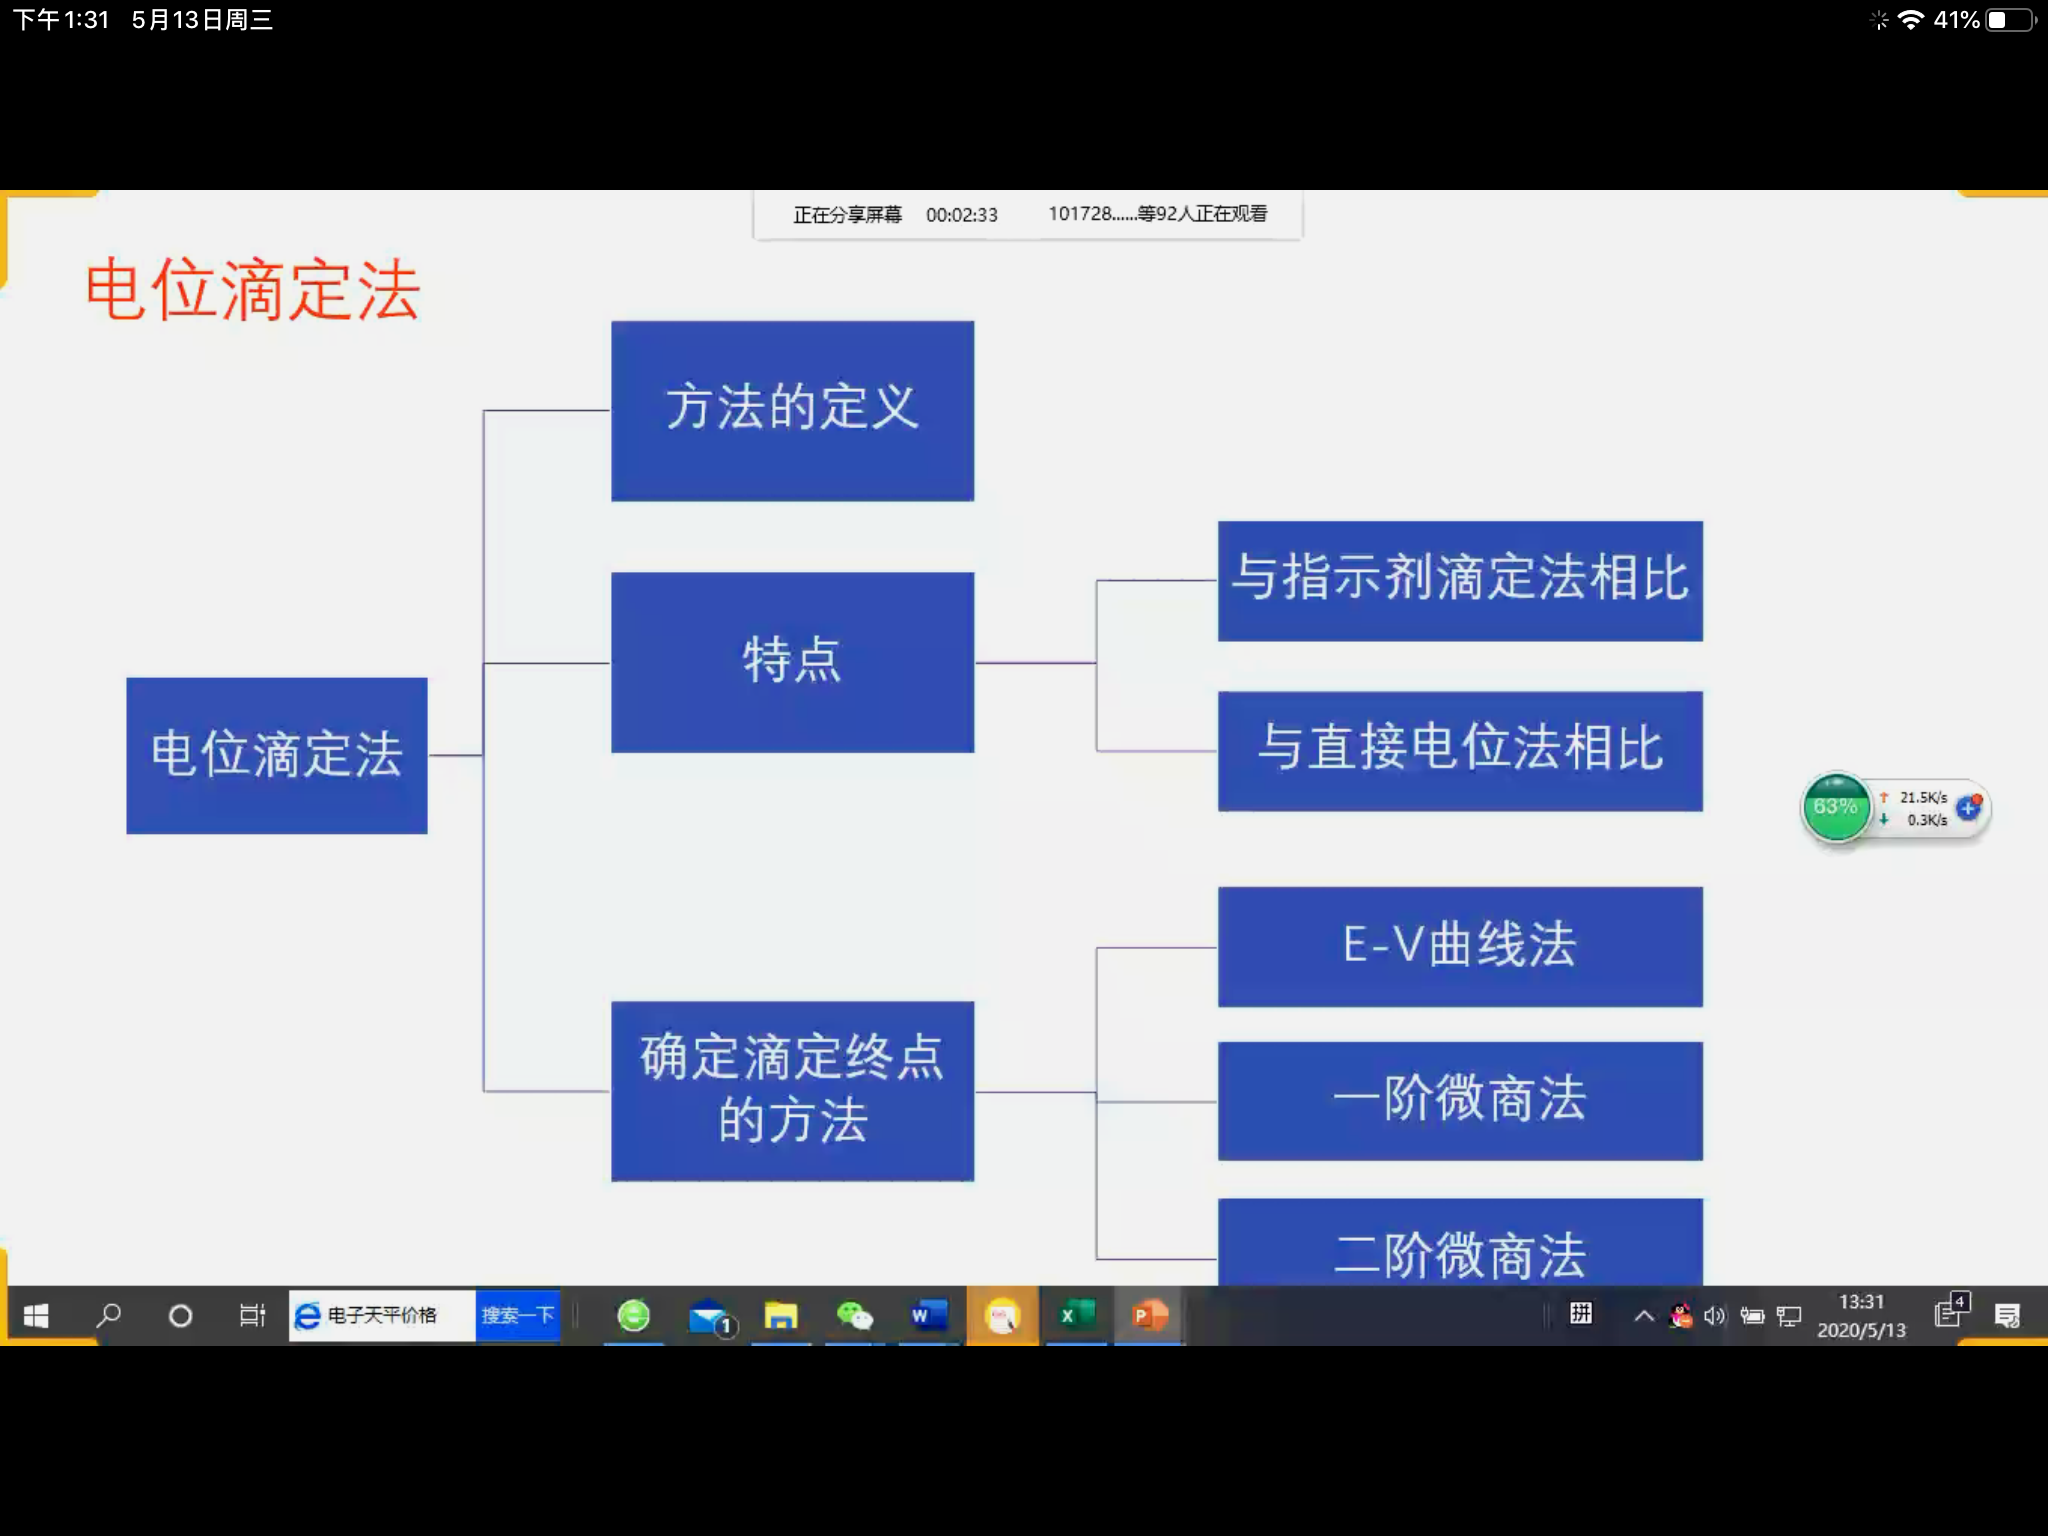 下午1:31 5月13日周三
41%
正在分享屏幕 00:02:33 101728......等92人正在观看
电位滴定法
方法的定义
与指示剂滴定法相比
特点
与直接电位法相比
电位滴定法
63%
21.5K/s
0.3K/s
E-V曲线法
确定滴定终点
的方法
一阶微商法
二阶微商法
电子天平价格 搜索一下
1
拼
13:31
2020/5/13
4